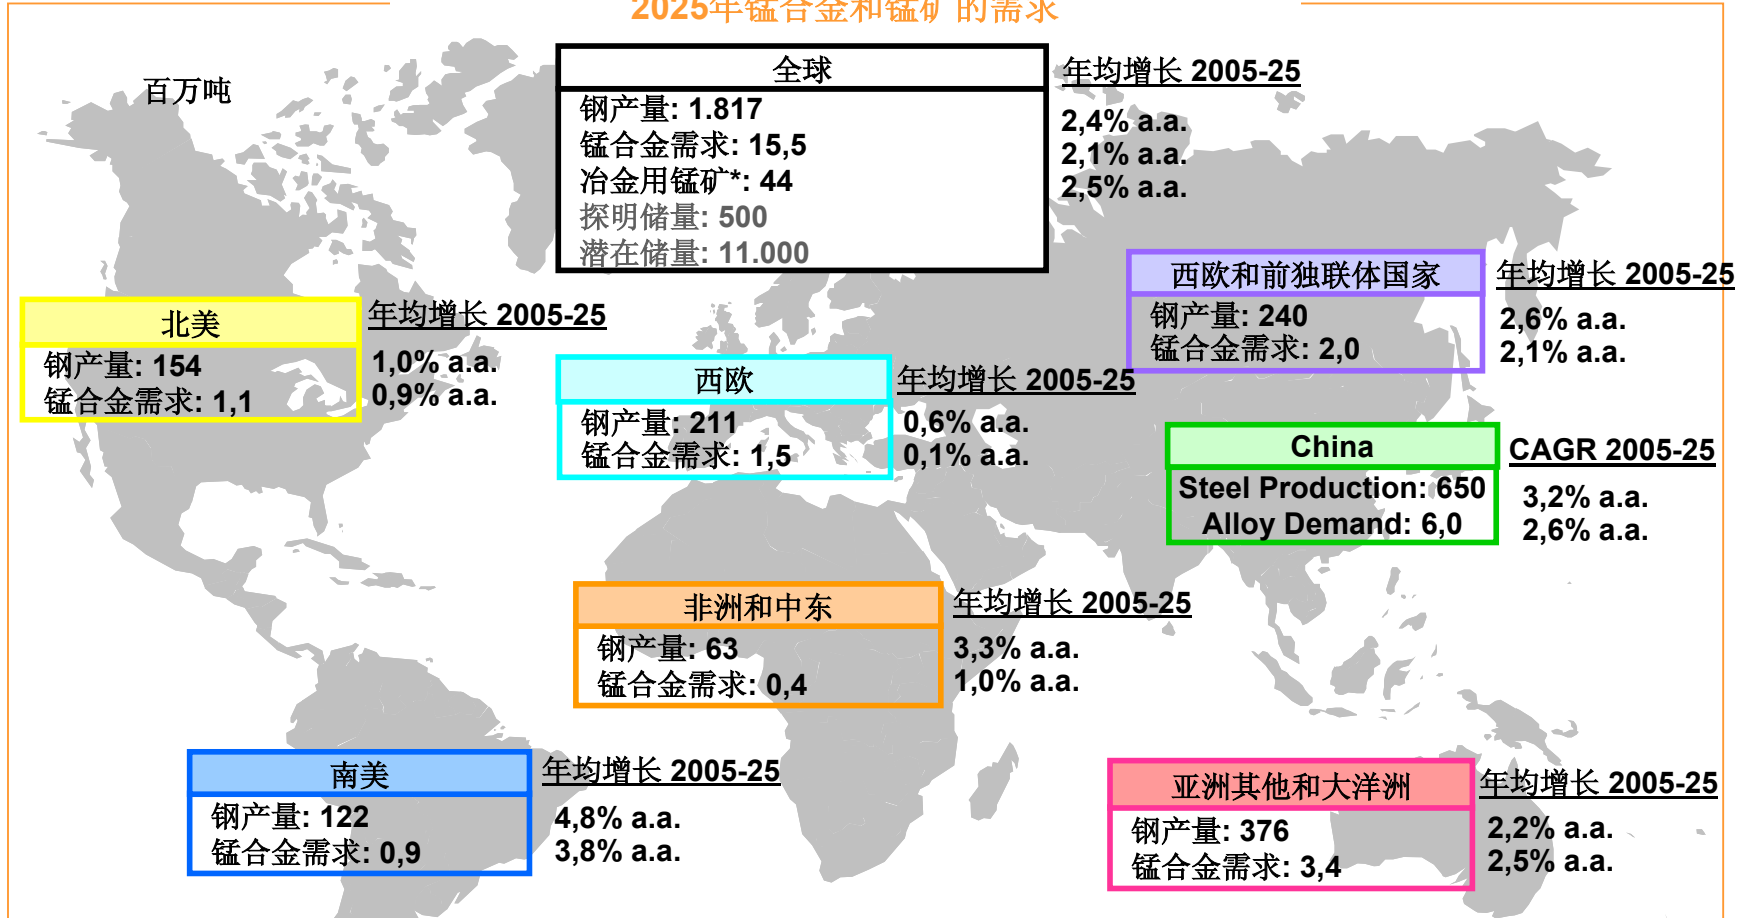 2025年锰合金和锰矿的需求
百万吨
全球
钢产量: 1.817
锰合金需求: 15,5
冶金用锰矿*: 44
探明储量: 500
潜在储量: 11.000
年均增长 2005-25
2,4% a.a.
2,1% a.a.
2,5% a.a.
西欧和前独联体国家
钢产量: 240
锰合金需求: 2,0
年均增长 2005-25
2,6% a.a.
2,1% a.a.
北美
钢产量: 154
锰合金需求: 1,1
年均增长 2005-25
1,0% a.a.
0,9% a.a.
西欧
钢产量: 211
锰合金需求: 1,5
年均增长 2005-25
0,6% a.a.
0,1% a.a.
China
Steel Production: 650
Alloy Demand: 6,0
CAGR 2005-25
3,2% a.a.
2,6% a.a.
非洲和中东
钢产量: 63
锰合金需求: 0,4
年均增长 2005-25
3,3% a.a.
1,0% a.a.
南美
钢产量: 122
锰合金需求: 0,9
年均增长 2005-25
4,8% a.a.
3,8% a.a.
亚洲其他和大洋洲
钢产量: 376
锰合金需求: 3,4
年均增长 2005-25
2,2% a.a.
2,5% a.a.